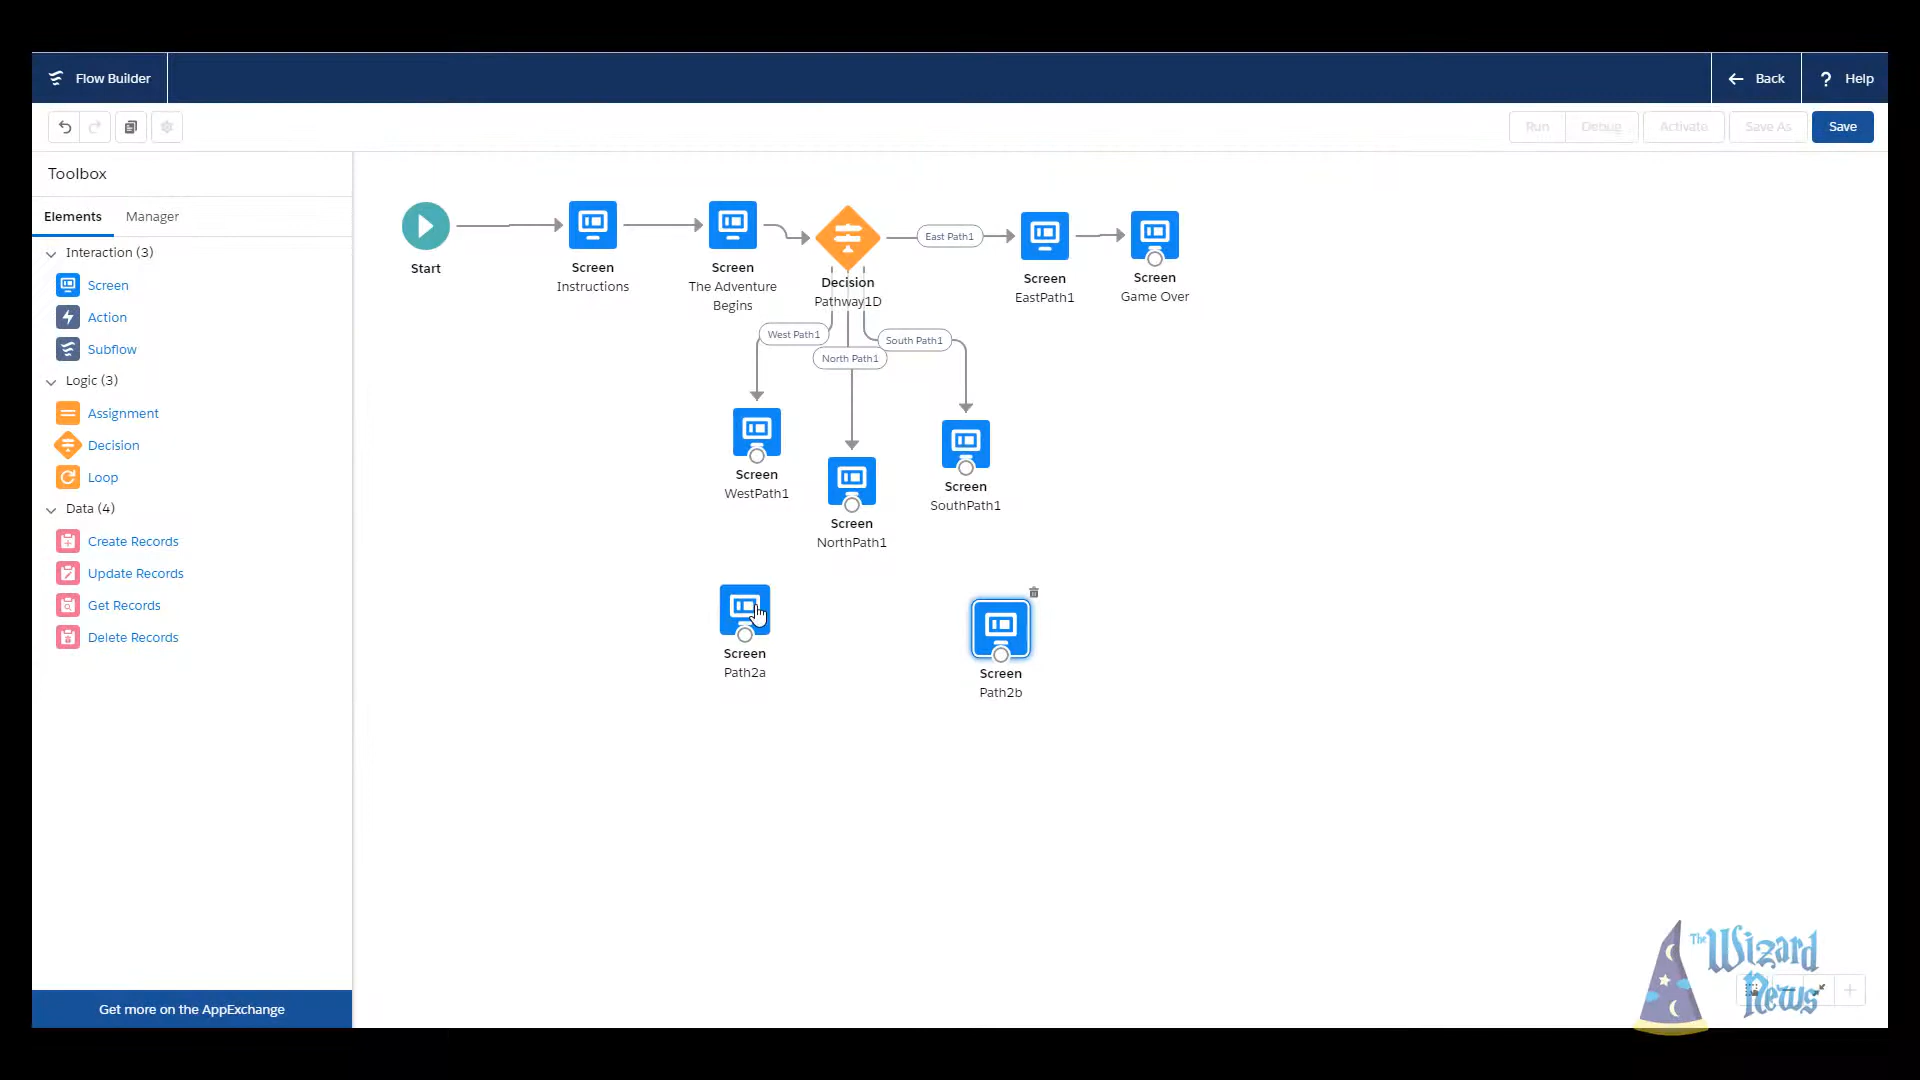 Flow Builder
Back
? Help
Run
Debug
Activate
Save As
Save
Toolbox
Elements
Manager
Interaction (3)
Screen
Action
Subflow
Logic (3)
Assignment
Decision
Loop
Data (4)
Create Records
Update Records
Get Records
Delete Records
Get more on the AppExchange
Start
Screen
Instructions
Screen
The Adventure
Begins
Decision
Pathway1D
East Path1
Screen
EastPath1
Screen
Game Over
West Path1
North Path1
South Path1
Screen
WestPath1
Screen
NorthPath1
Screen
SouthPath1
Screen
Path2a
Screen
Path2b
The Wizard
News